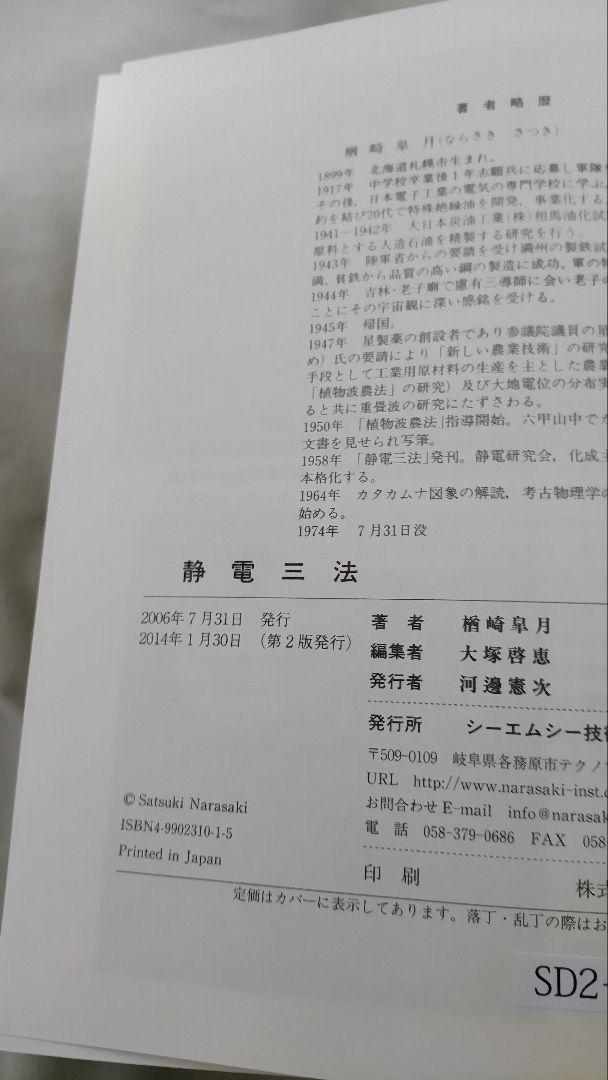 著者略歴
楢崎皐月(ならさき さつき)
1899年 北海道札幌市生まれ。
1917年 中学校卒業後1年志願兵に応募し軍隊
その後，日本電子工業の電気の専門学校に学ぶ
約を結び20代で特殊絶縁油を開発，事業化する
1941－1942年 大日本炭油工業(株)相馬油化試
原料とする人造石油を精製する研究を行う。
1943年 陸軍省からの要請を受け満州の製鉄試
満，貧鉄から品質の高い鋼の製造に成功。軍の特
1944年 吉林・老子廟で盧有三導師に会い老子の
ことにその宇宙観に深い感銘を受ける。
1945年 帰国。
1947年 星製薬の創設者であり参議院議員の星
め）氏の要請により「新しい農業技術」の研究
手段として工業用原材料の生産を主とした農業
「植物波農法」の研究）及び大地電位の分布実
ると共に重畳波の研究にたずさわる。
1950年 「植物波農法」指導開始。六甲山中でカ
文書を見せられ写筆。
1958年 「静電三法」発刊。静電研究会，化成主
本格化する。
1964年 カタカムナ図象の解読，考古物理学の
始める。
1974年 7月31日没
静電三法
2006年7月31日 発行
2014年1月30日 （第2版発行）
著者 楢崎皐月
編集者 大塚啓恵
発行者 河邊憲次
発行所 シーエムシー技
〒509-0109 岐阜県各務原市テクノ
URL http://www.narasaki-inst.c
お問合わせE-mail info@narasak
電話 058-379-0686 FAX 058
© Satsuki Narasaki
ISBN4-9902310-1-5
Printed in Japan
印刷 株式
定価はカバーに表示してあります。落丁・乱丁の際はお
SD2-